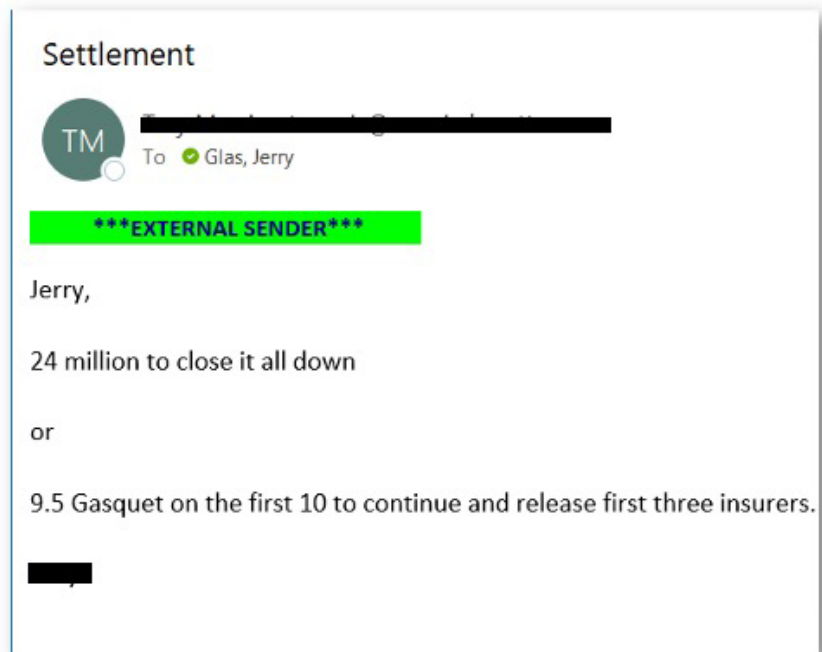 Settlement
TM
To Glas, Jerry
***EXTERNAL SENDER***
Jerry,
24 million to close it all down
or
9.5 Gasquet on the first 10 to continue and release first three insurers.